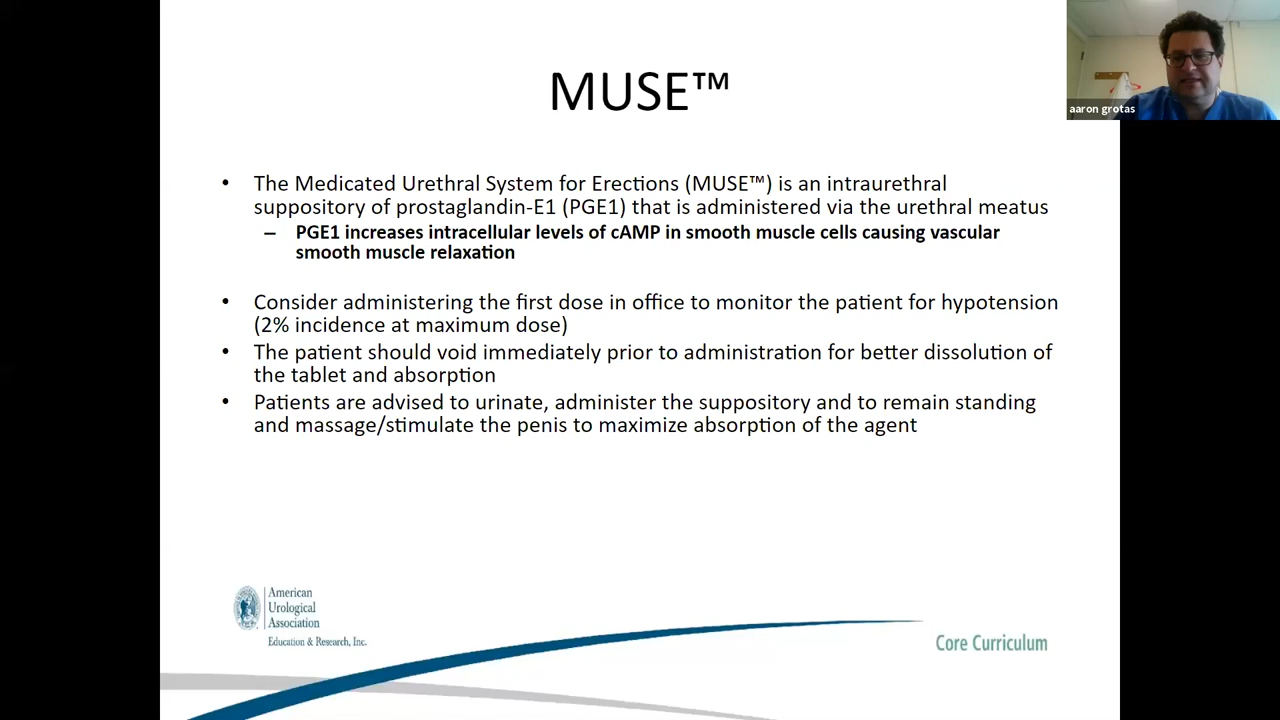 MUSE™
aaron grotas
• The Medicated Urethral System for Erections (MUSE™) is an intraurethral
suppository of prostaglandin-E1 (PGE1) that is administered via the urethral meatus
– PGE1 increases intracellular levels of cAMP in smooth muscle cells causing vascular
smooth muscle relaxation
• Consider administering the first dose in office to monitor the patient for hypotension
(2% incidence at maximum dose)
• The patient should void immediately prior to administration for better dissolution of
the tablet and absorption
• Patients are advised to urinate, administer the suppository and to remain standing
and massage/stimulate the penis to maximize absorption of the agent
American
Urological
Association
Education & Research, Inc.
Core Curriculum